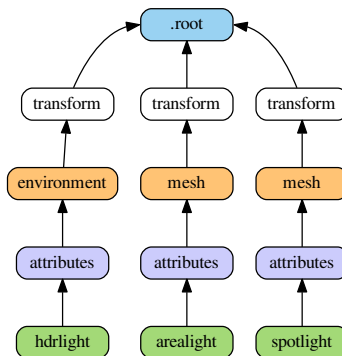 .root
transform transform transform
environment mesh mesh
attributes attributes attributes
hdrlight arealight spotlight